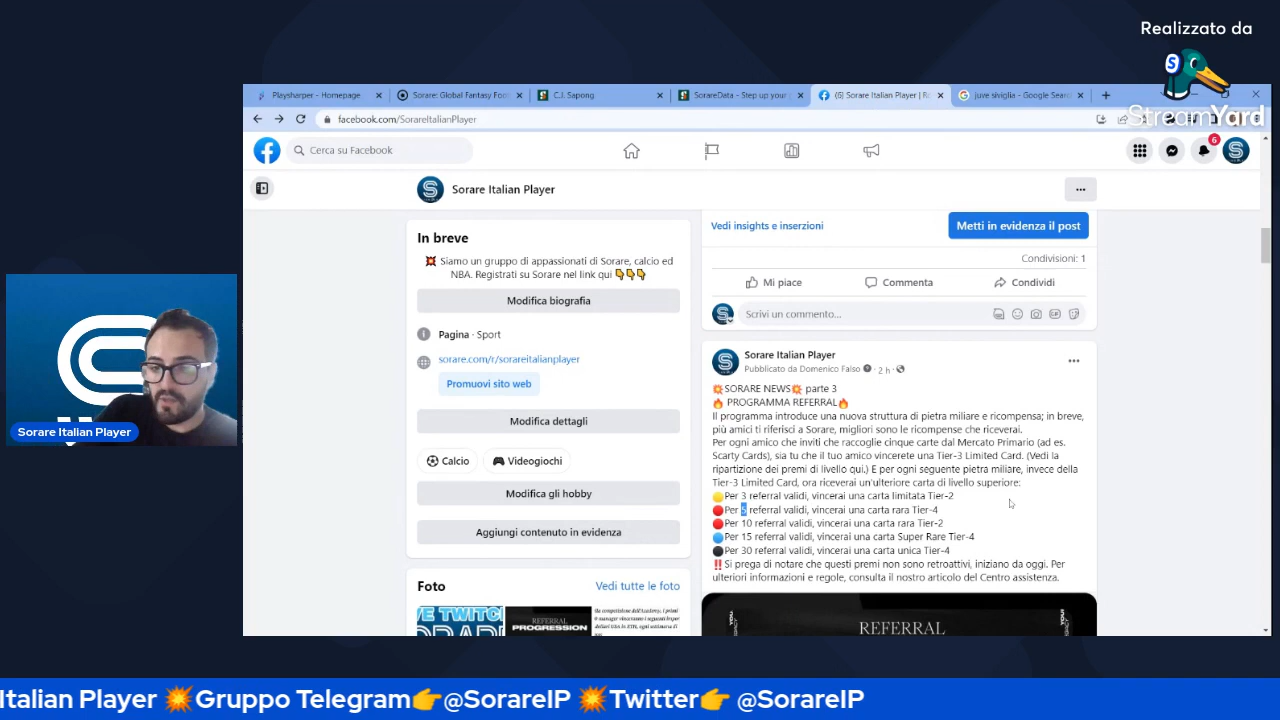 Realizzato da
StreamYard
Playsharper - Homepage
Sorare: Global Fantasy Foo
C.J. Sapong
SorareData - Step up your
(6) Sorare Italian Player | R
juve siviglia - Google Sear
facebook.com/SorareItalianPlayer
Cerca su Facebook
6
Sorare Italian Player
In breve
💥 Siamo un gruppo di appassionati di Sorare, calcio ed
NBA. Registrati su Sorare nel link qui 👇👇👇
Modifica biografia
Pagina · Sport
sorare.com/r/sorareitalianplayer
Promuovi sito web
Modifica dettagli
Calcio
Videogiochi
Modifica gli hobby
Aggiungi contenuto in evidenza
Foto
Vedi tutte le foto
E TWITC
REFERRAL
PROGRESSION
Vedi insights e inserzioni
Metti in evidenza il post
Condivisioni: 1
Mi piace
Commenta
Condividi
Scrivi un commento...
Sorare Italian Player
Pubblicato da Domenico Falso · 2 h ·
💥SORARE NEWS💥 parte 3
🔥 PROGRAMMA REFERRAL🔥
Il programma introduce una nuova struttura di pietra miliare e ricompensa; in breve,
più amici ti riferisci a Sorare, migliori sono le ricompense che riceverai.
Per ogni amico che inviti che raccoglie cinque carte dal Mercato Primario (ad es.
Scarty Cards), sia tu che il tuo amico vincerete una Tier-3 Limited Card. (Vedi la
ripartizione dei premi di livello qui.) E per ogni seguente pietra miliare, invece della
Tier-3 Limited Card, ora riceverai un'ulteriore carta di livello superiore:
🟡Per 3 referral validi, vincerai una carta limitata Tier-2
🔴Per 5 referral validi, vincerai una carta rara Tier-4
🔴Per 10 referral validi, vincerai una carta rara Tier-2
🔵Per 15 referral validi, vincerai una carta Super Rare Tier-4
⚫Per 30 referral validi, vincerai una carta unica Tier-4
‼️Si prega di notare che questi premi non sono retroattivi, iniziano da oggi. Per
ulteriori informazioni e regole, consulta il nostro articolo del Centro assistenza.
REFERRAL
Sorare Italian Player
Italian Player 💥Gruppo Telegram👉@SorareIP 💥Twitter👉 @SorareIP